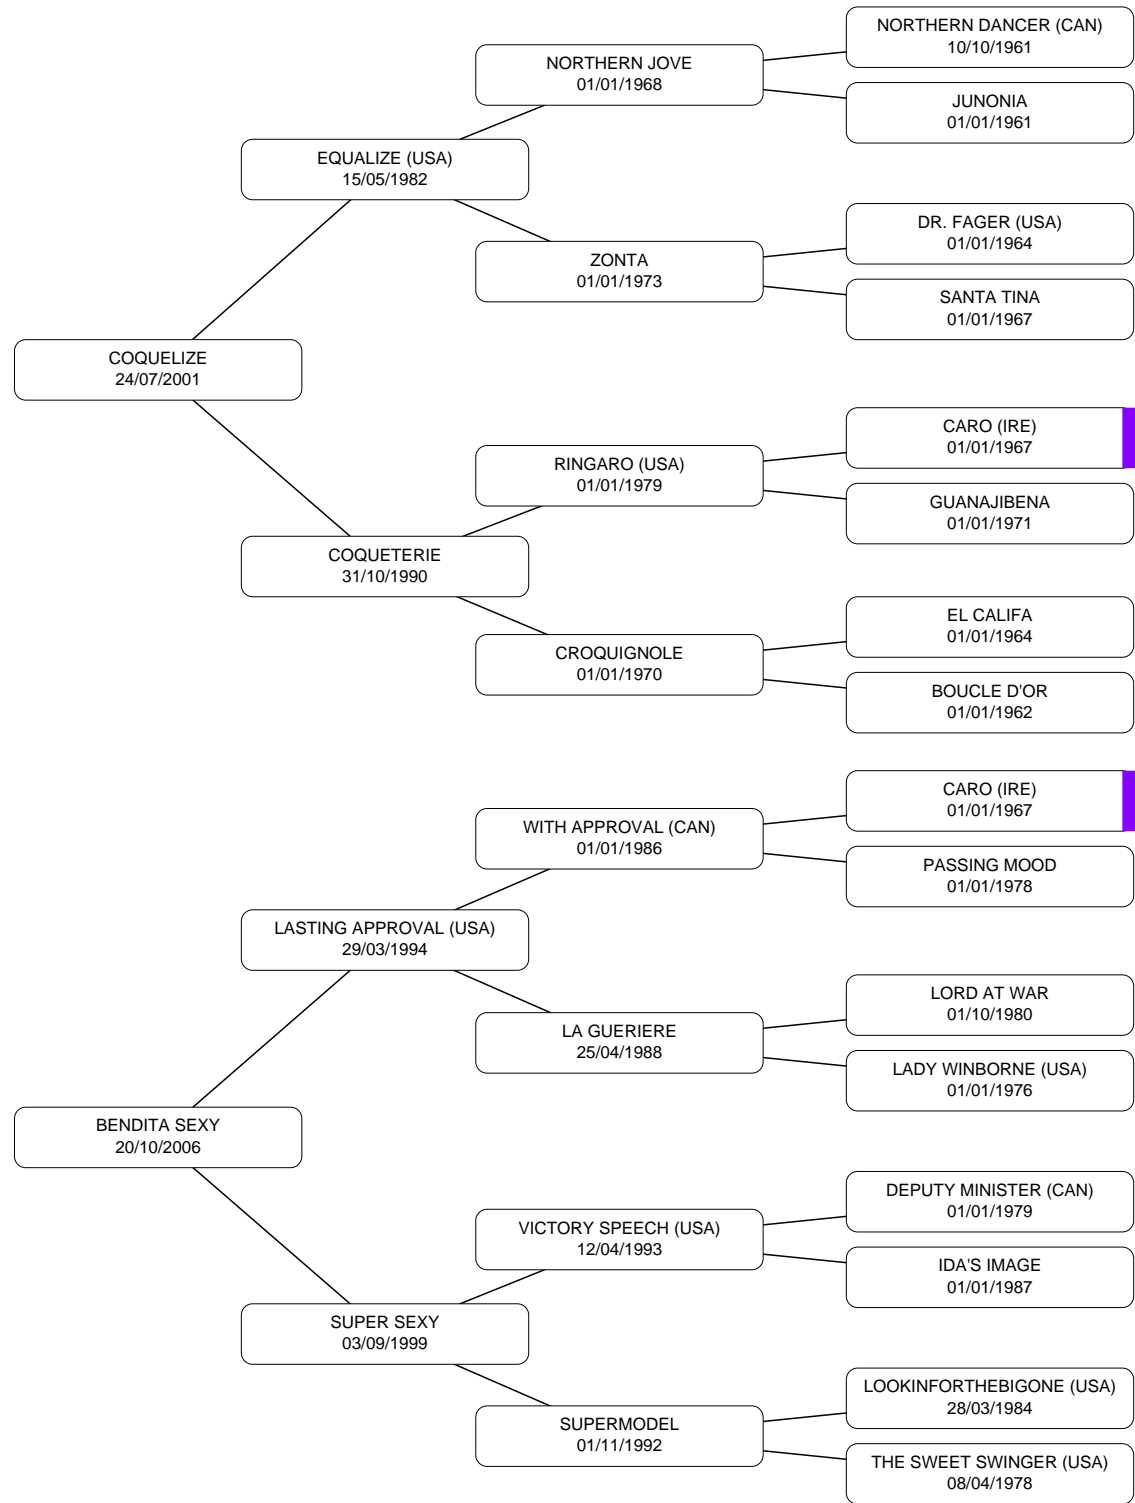 NORTHERN DANCER (CAN)
10/10/1961
NORTHERN JOVE
01/01/1968
JUNONIA
01/01/1961
EQUALIZE (USA)
15/05/1982
DR. FAGER (USA)
01/01/1964
ZONTA
01/01/1973
SANTA TINA
01/01/1967
COQUELIZE
24/07/2001
CARO (IRE)
01/01/1967
RINGARO (USA)
01/01/1979
GUANAJIBENA
01/01/1971
COQUETERIE
31/10/1990
EL CALIFA
01/01/1964
CROQUIGNOLE
01/01/1970
BOUCLE D'OR
01/01/1962
CARO (IRE)
01/01/1967
WITH APPROVAL (CAN)
01/01/1986
PASSING MOOD
01/01/1978
LASTING APPROVAL (USA)
29/03/1994
LORD AT WAR
01/10/1980
LA GUERIERE
25/04/1988
LADY WINBORNE (USA)
01/01/1976
BENDITA SEXY
20/10/2006
DEPUTY MINISTER (CAN)
01/01/1979
VICTORY SPEECH (USA)
12/04/1993
IDA'S IMAGE
01/01/1987
SUPER SEXY
03/09/1999
LOOKINFORTHEBIGONE (USA)
28/03/1984
SUPERMODEL
01/11/1992
THE SWEET SWINGER (USA)
08/04/1978